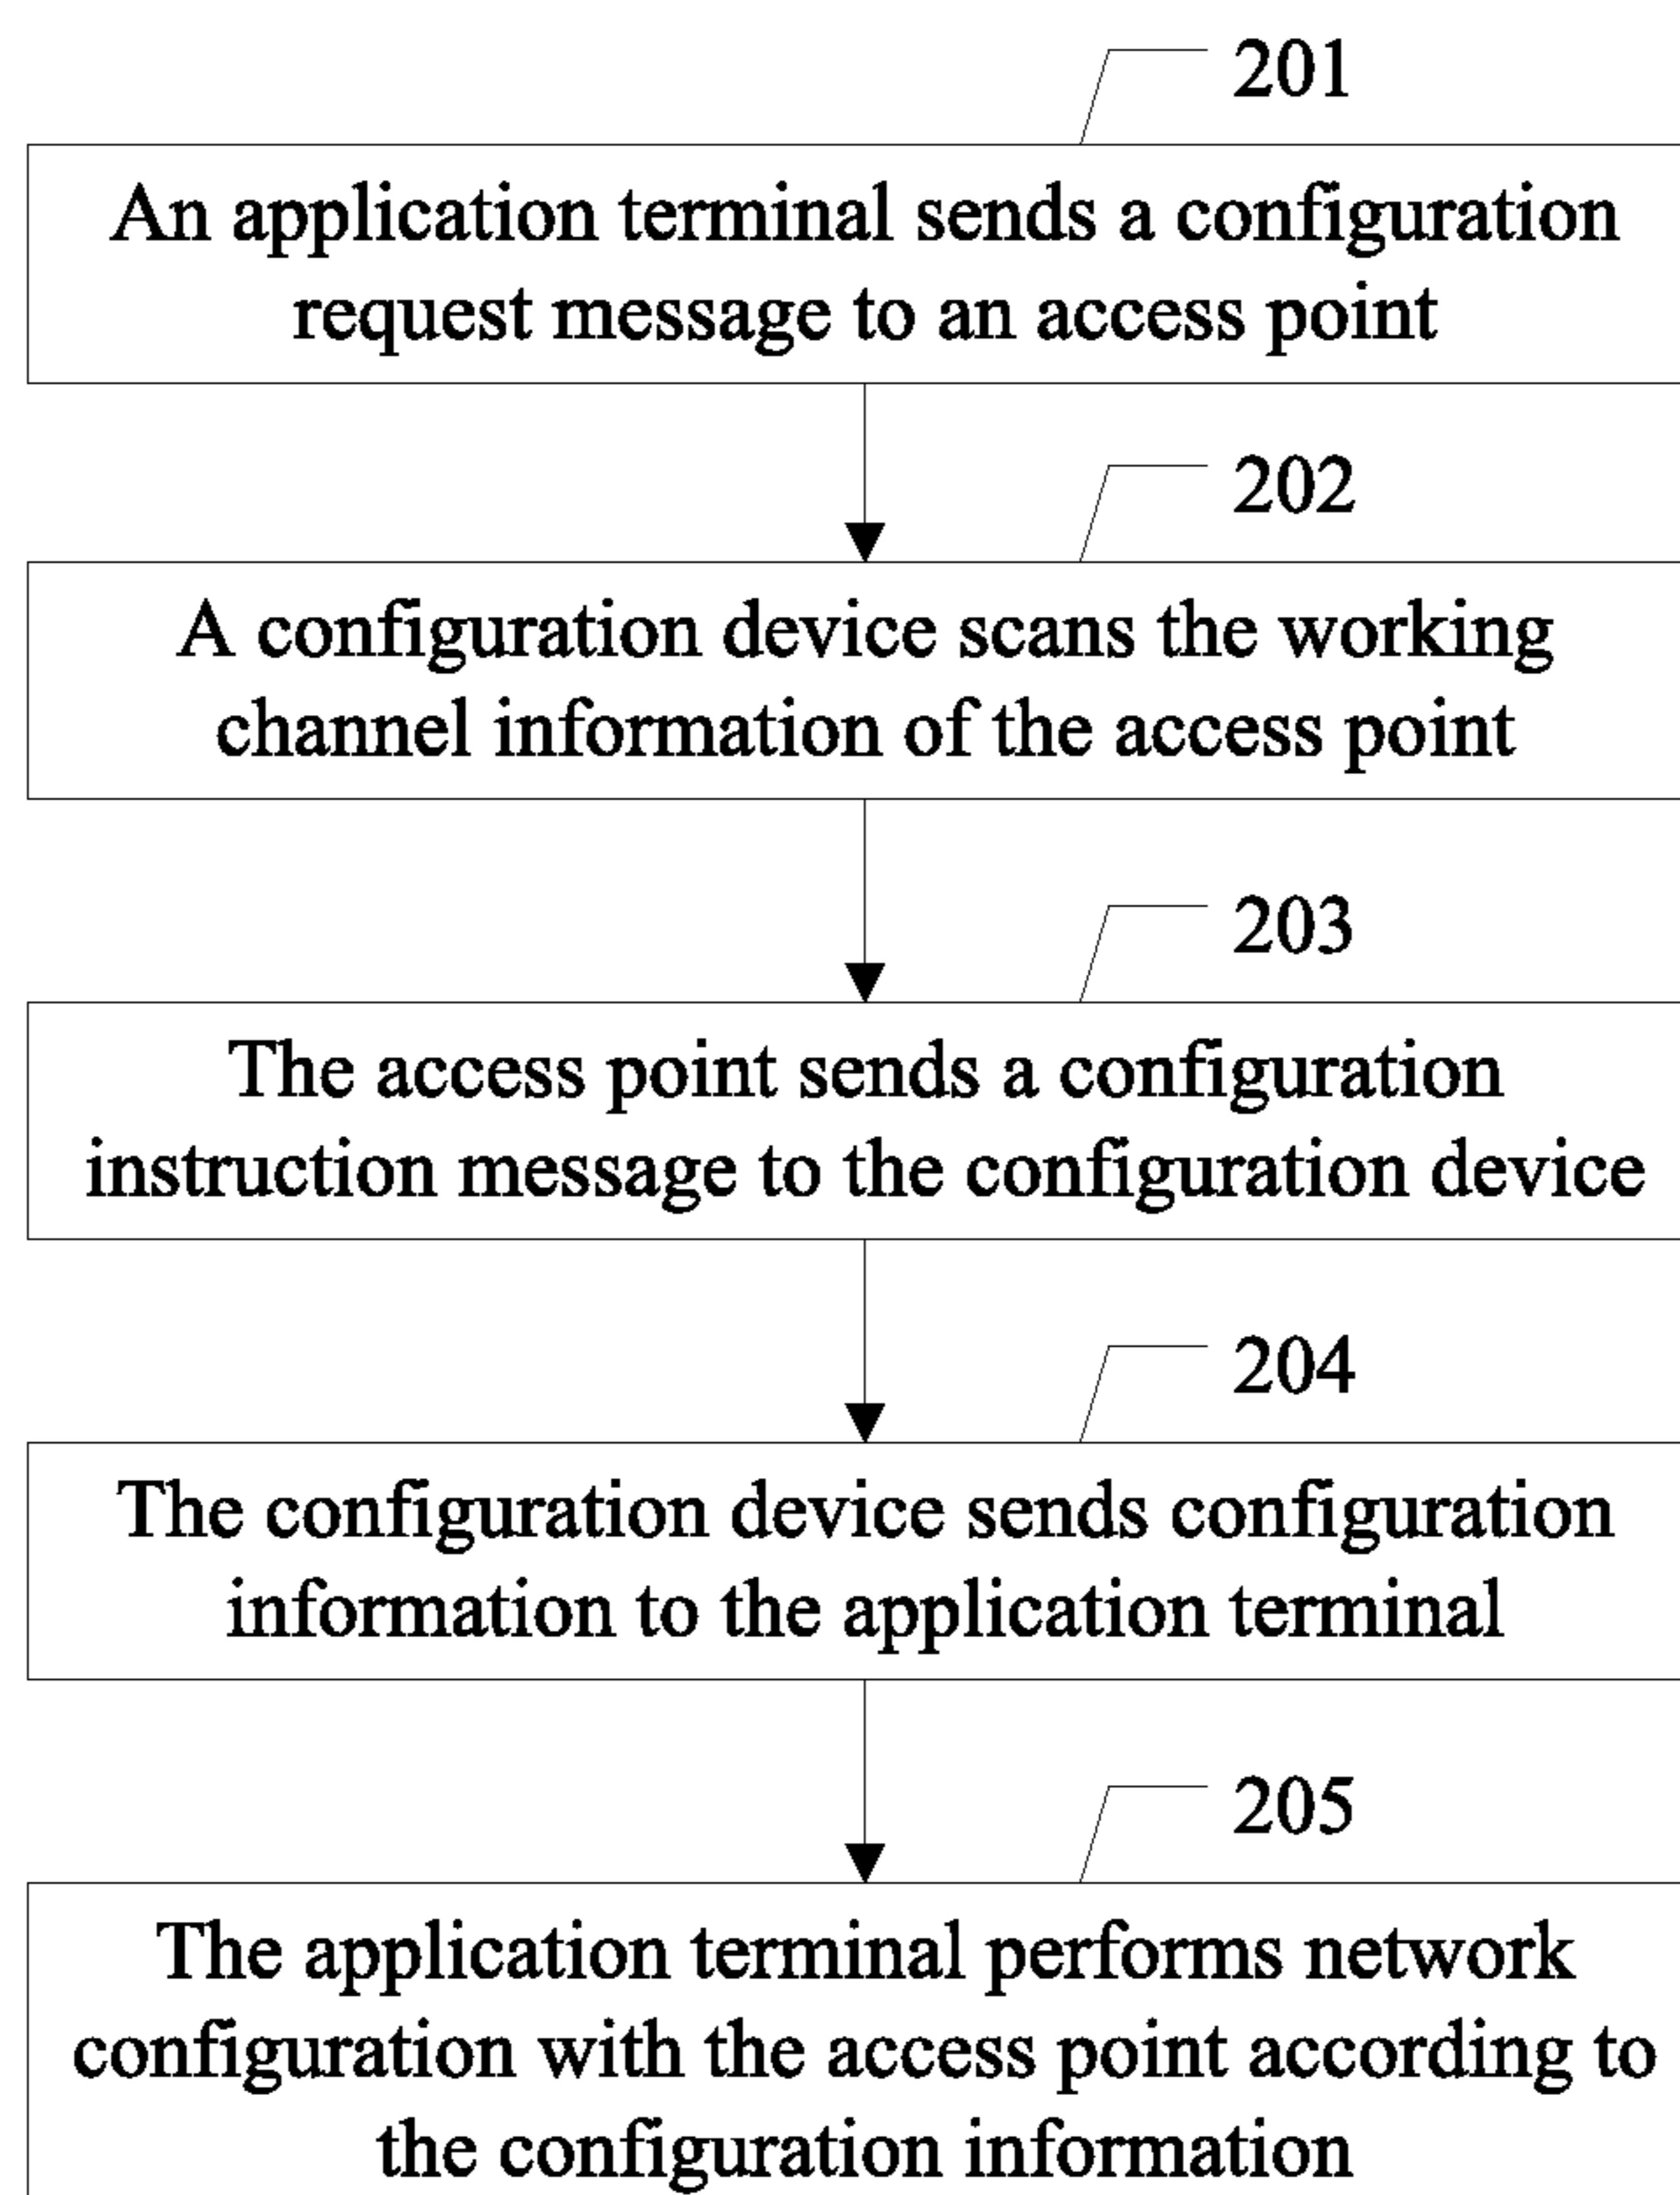 201
An application terminal sends a configuration
request message to an access point
202
A configuration device scans the working
channel information of the access point
203
The access point sends a configuration
instruction message to the configuration device
204
The configuration device sends configuration
information to the application terminal
205
The application terminal performs network
configuration with the access point according to
the configuration information